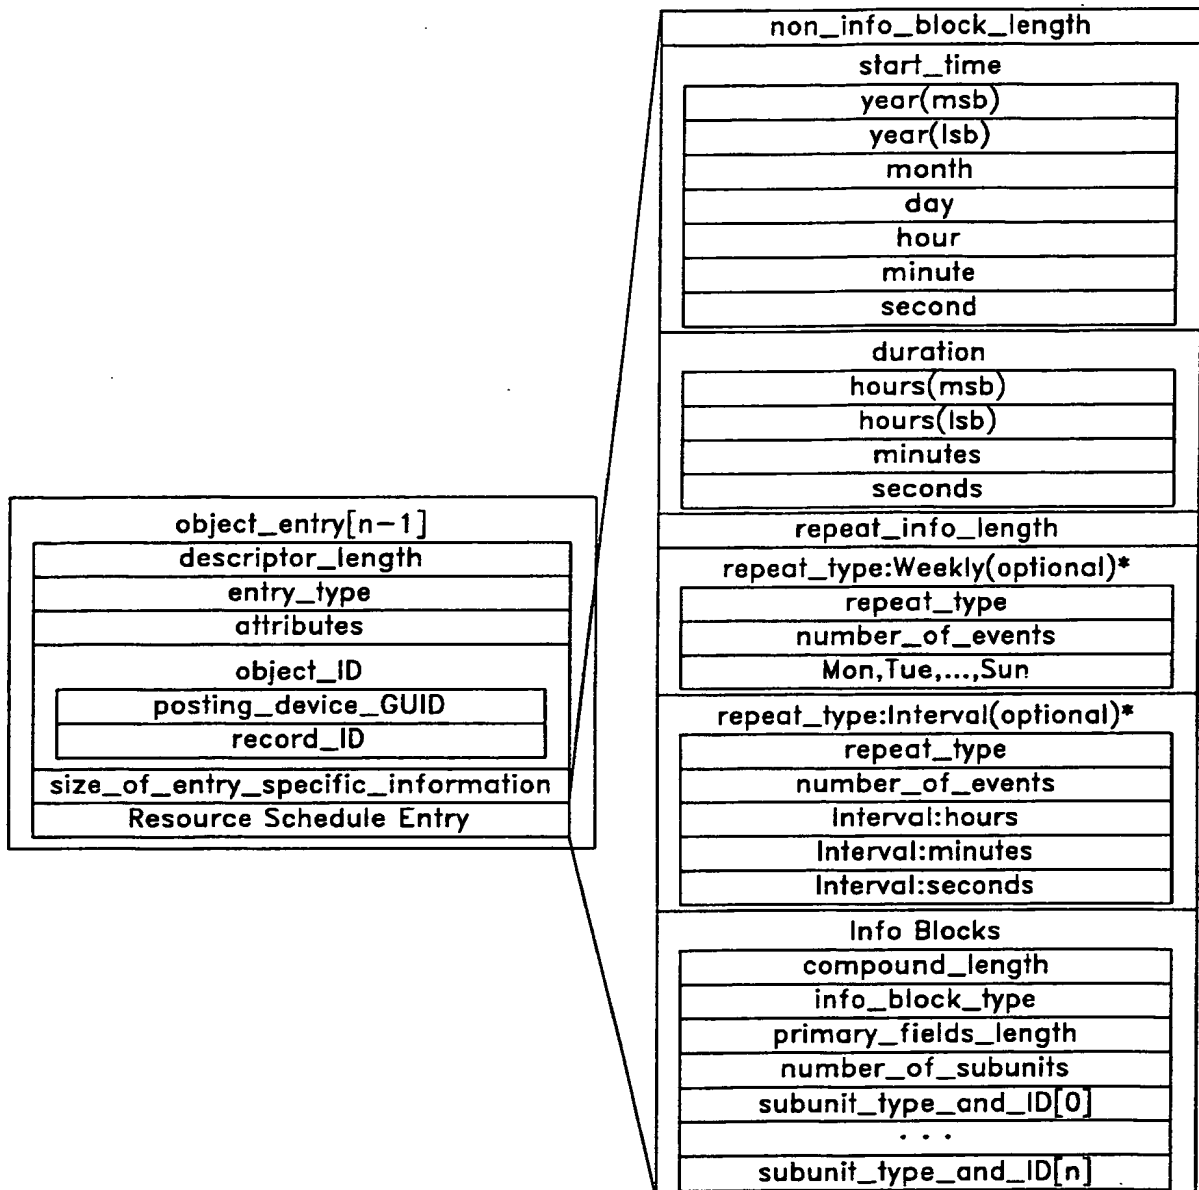 object_entry[n-1]
descriptor_length
entry_type
attributes
object_ID
posting_device_GUID
record_ID
size_of_entry_specific_information
Resource Schedule Entry
non_info_block_length
start_time
year(msb)
year(lsb)
month
day
hour
minute
second
duration
hours(msb)
hours(lsb)
minutes
seconds
repeat_info_length
repeat_type:Weekly(optional)*
repeat_type
number_of_events
Mon,Tue,...,Sun
repeat_type:Interval(optional)*
repeat_type
number_of_events
Interval:hours
Interval:minutes
Interval:seconds
Info Blocks
compound_length
info_block_type
primary_fields_length
number_of_subunits
subunit_type_and_ID[0]
...
subunit_type_and_ID[n]